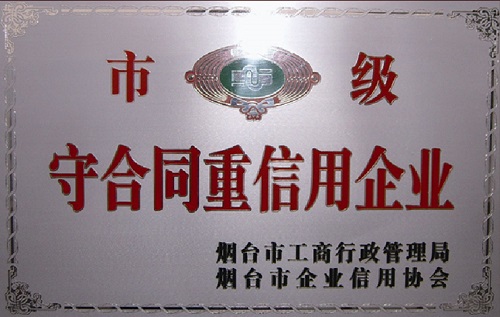 市 级
守合同重信用企业
烟台市工商行政管理局
烟台市企业信用协会